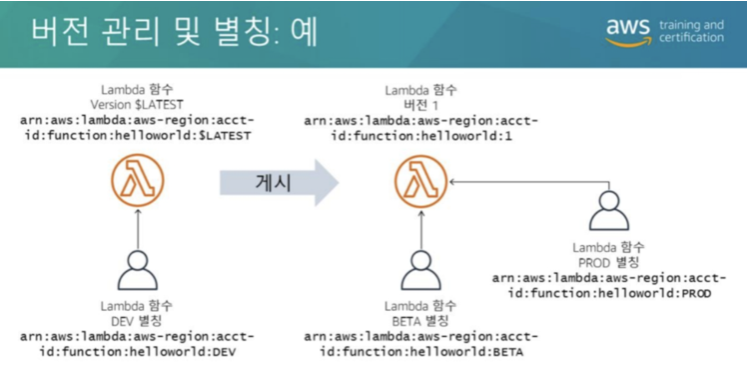 버전 관리 및 별칭: 예
aws training and
certification
Lambda 함수
Version $LATEST
arn:aws:lambda:aws-region:acct-
id:function:helloworld:$LATEST
Lambda 함수
버전 1
arn:aws:lambda:aws-region:acct-
id:function:helloworld:1
게시
Lambda 함수
PROD 별칭
arn:aws:lambda:aws-region:acct-
id:function:helloworld:PROD
Lambda 함수
DEV 별칭
arn:aws:lambda:aws-region:acct-
id:function:helloworld:DEV
Lambda 함수
BETA 별칭
arn:aws:lambda:aws-region:acct-
id:function:helloworld:BETA